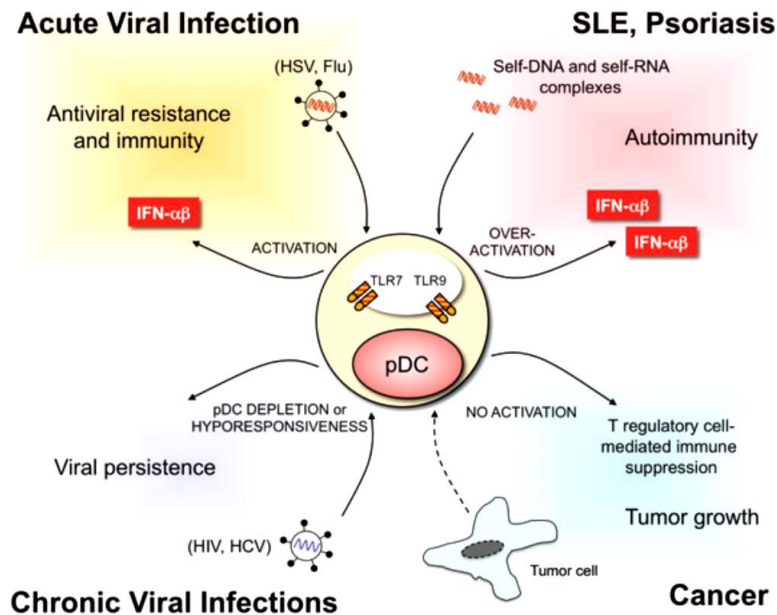 Acute Viral Infection
SLE, Psoriasis
(HSV, Flu)
Self-DNA and self-RNA
complexes
Antiviral resistance
and immunity
Autoimmunity
IFN-αβ
IFN-αβ
IFN-αβ
ACTIVATION
OVER-
ACTIVATION
TLR7 TLR9
pDC
pDC DEPLETION or
HYPORESPONSIVENESS
NO ACTIVATION
T regulatory cell-
mediated immune
suppression
Viral persistence
Tumor growth
(HIV, HCV)
Tumor cell
Chronic Viral Infections
Cancer